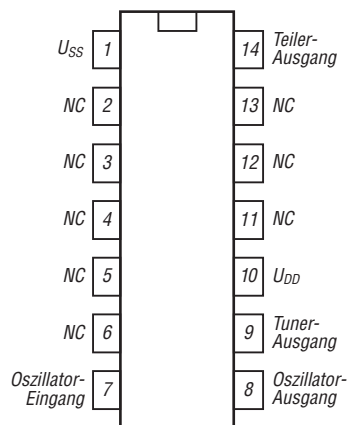 USS 1 14 Teiler-
Ausgang
NC 2 13 NC
NC 3 12 NC
NC 4 11 NC
NC 5 10 UDD
NC 6 9 Tuner-
Ausgang
Oszillator-
Eingang 7 8 Oszillator-
Ausgang